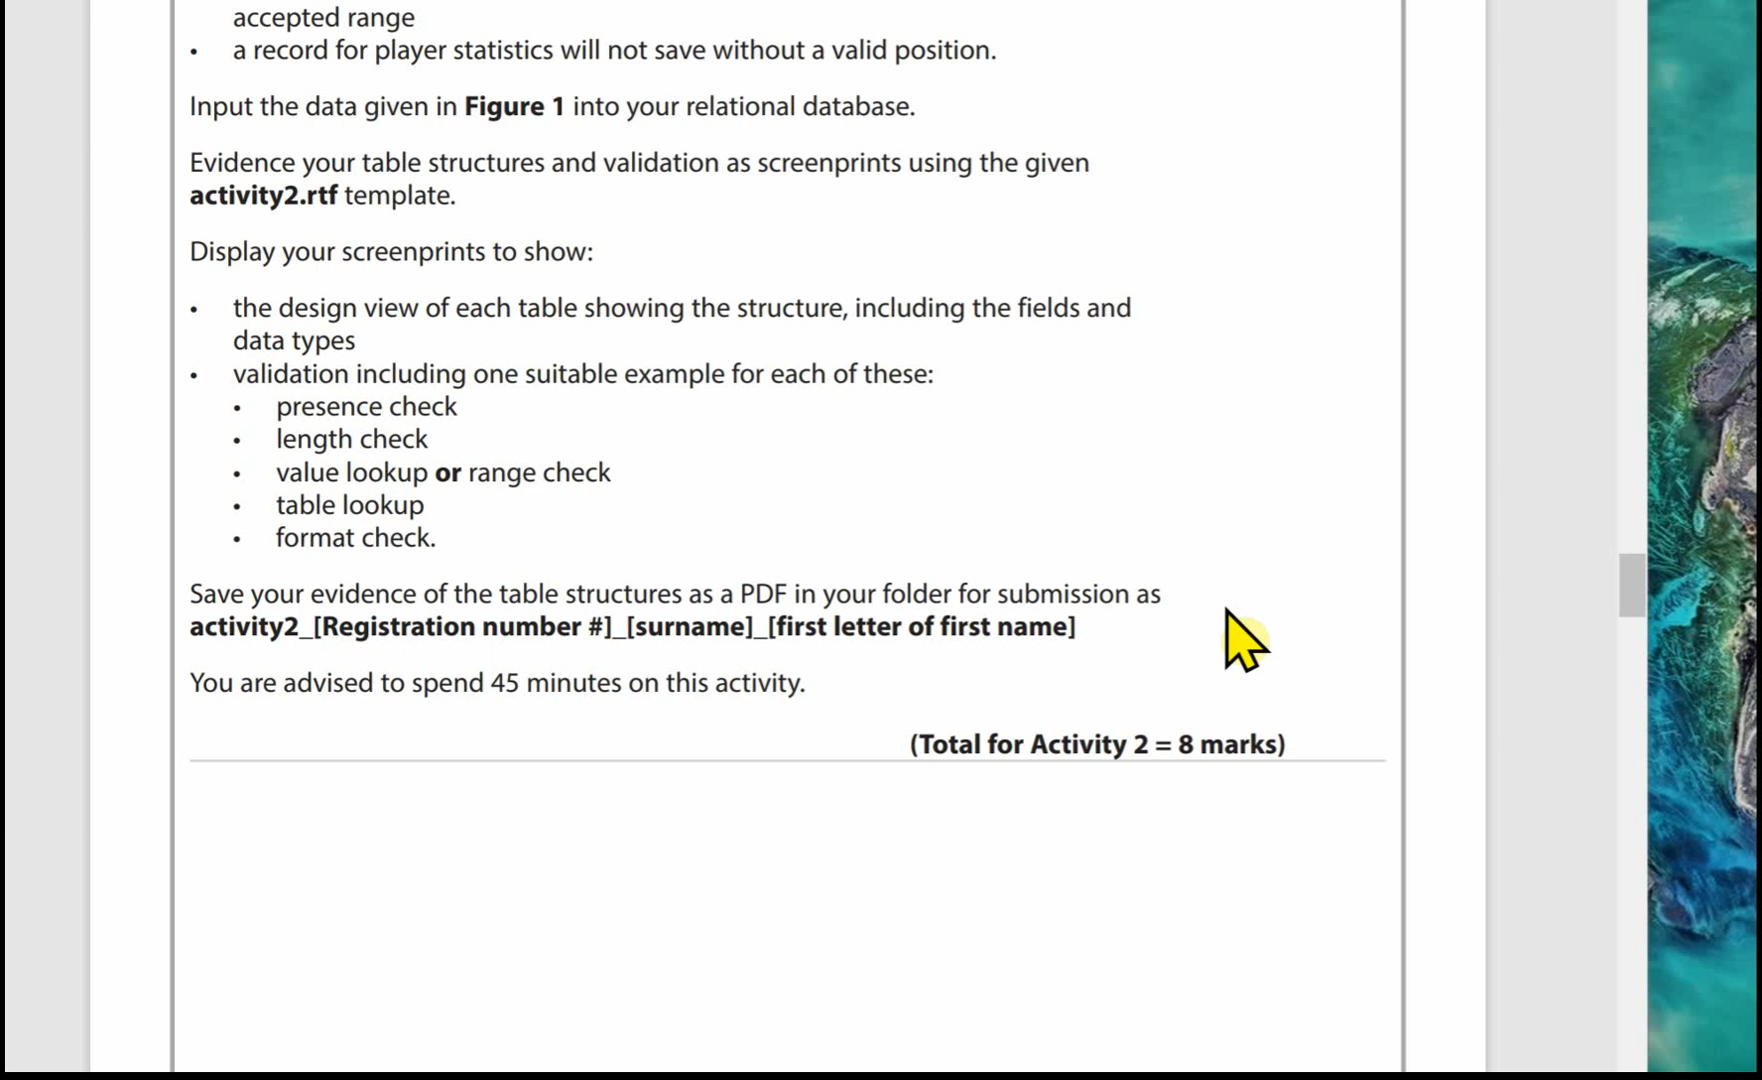 accepted range
• a record for player statistics will not save without a valid position.
Input the data given in Figure 1 into your relational database.
Evidence your table structures and validation as screenprints using the given
activity2.rtf template.
Display your screenprints to show:
• the design view of each table showing the structure, including the fields and
data types
• validation including one suitable example for each of these:
• presence check
• length check
• value lookup or range check
• table lookup
• format check.
Save your evidence of the table structures as a PDF in your folder for submission as
activity2_[Registration number #]_[surname]_[first letter of first name]
You are advised to spend 45 minutes on this activity.
(Total for Activity 2 = 8 marks)